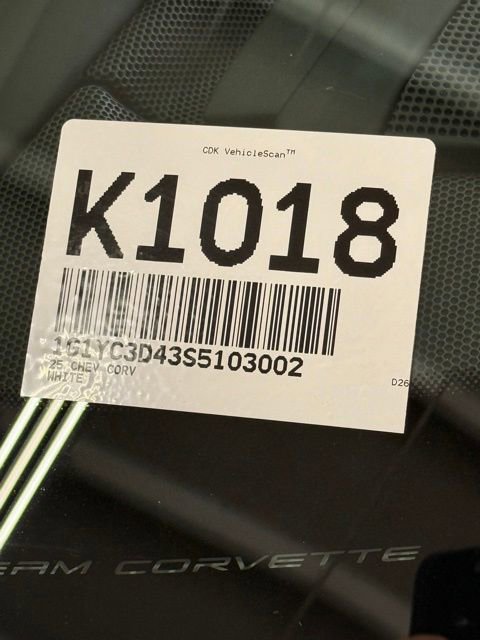 CDK VehicleScan™
K1018
1G1YC3D43S5103002
25 CHEV CORV
WHITE
D26
EAM CORVETTE